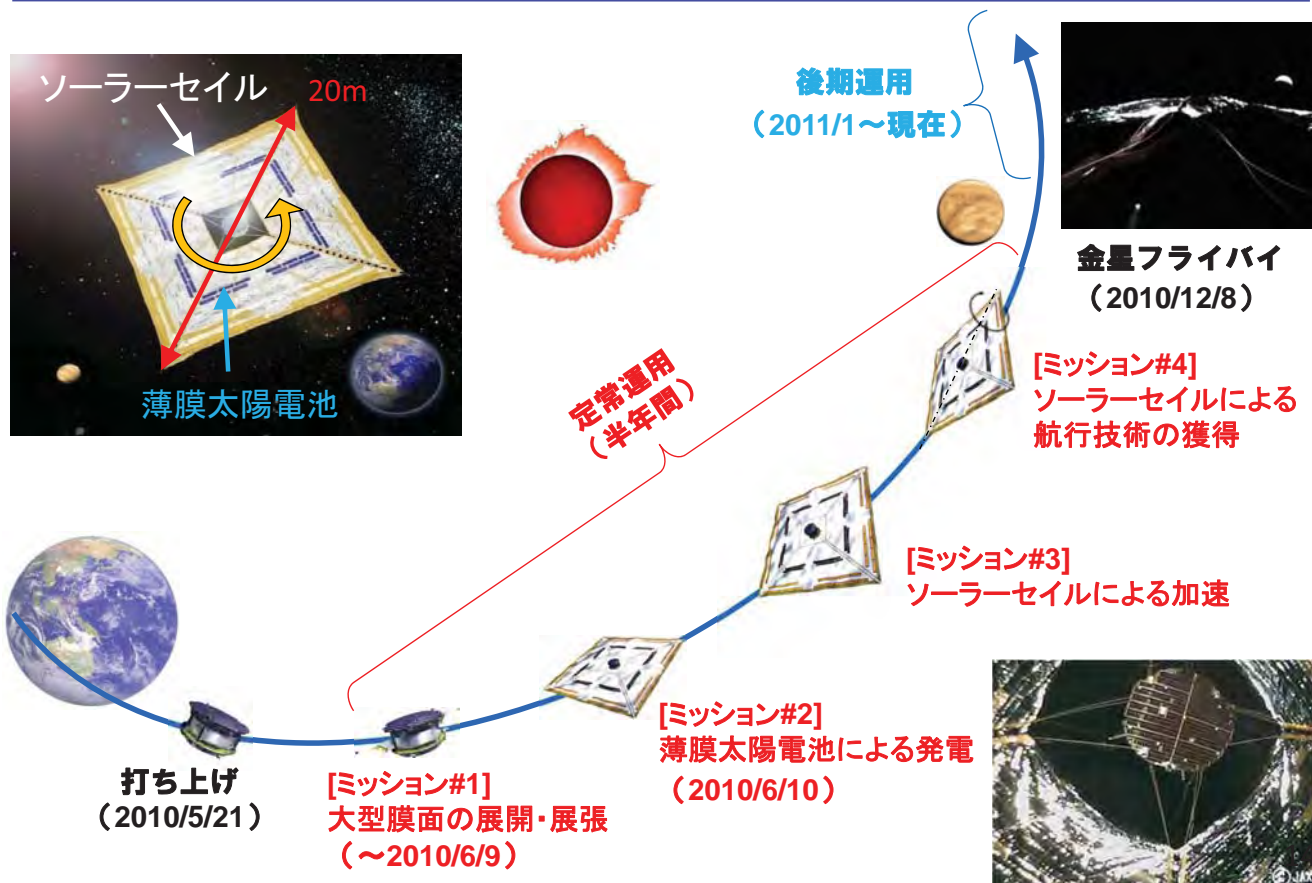 ソーラーセイル
20m
薄膜太陽電池
後期運用
（2011/1～現在）
金星フライバイ
（2010/12/8）
定常運用
（半年間）
[ミッション#4]
ソーラーセイルによる
航行技術の獲得
[ミッション#3]
ソーラーセイルによる加速
[ミッション#2]
薄膜太陽電池による発電
（2010/6/10）
打ち上げ
（2010/5/21）
[ミッション#1]
大型膜面の展開・展張
（～2010/6/9）